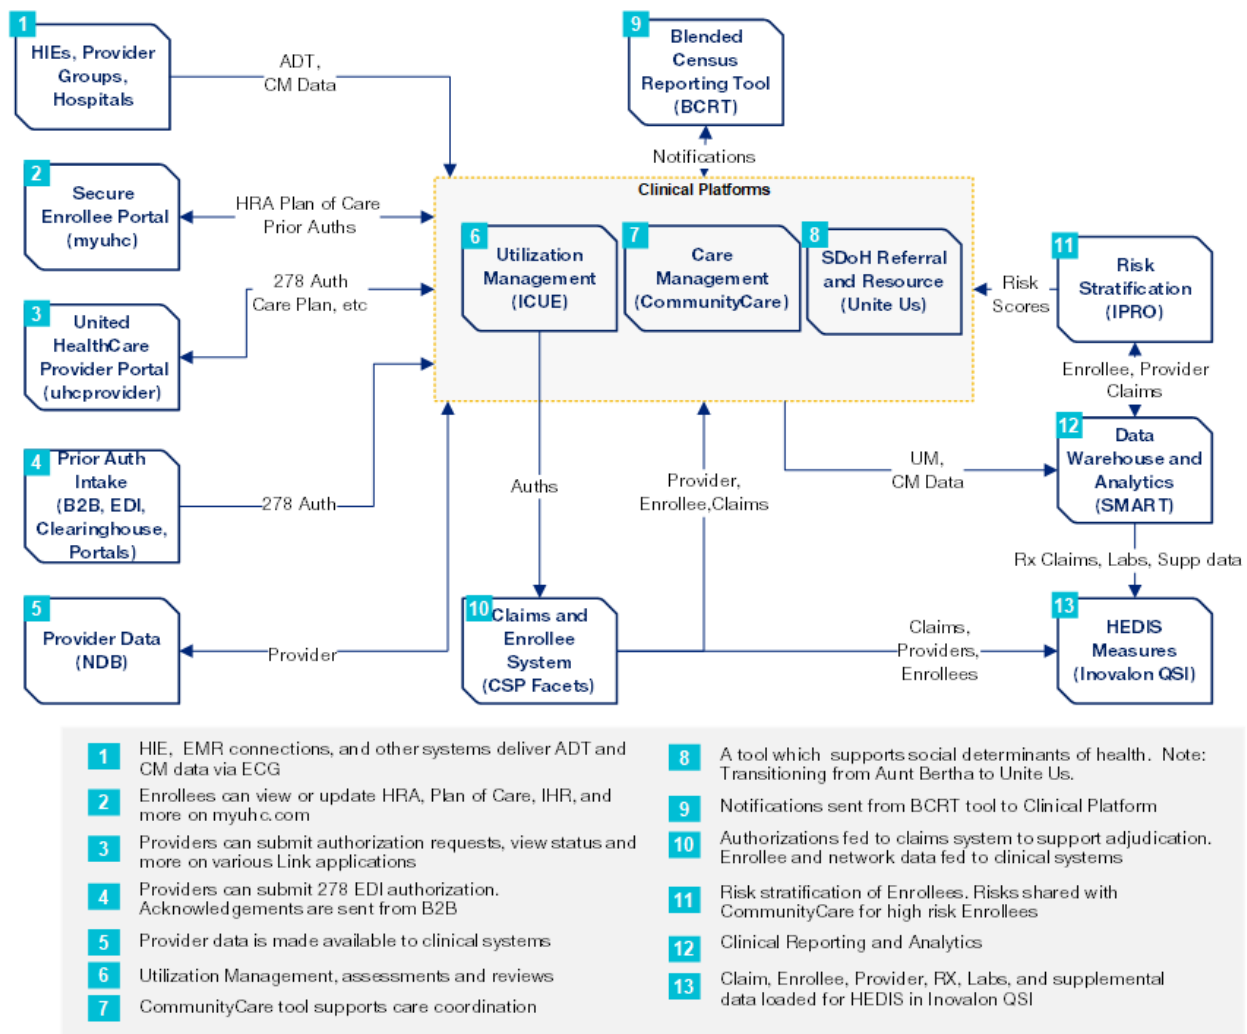 1
HIEs, Provider
Groups,
Hospitals
ADT,
CM Data
9
Blended
Census
Reporting Tool
(BCRT)
Notifications
2
Secure
Enrollee Portal
(myuhc)
HRA Plan of Care
Prior Auths
Clinical Platforms
6
Utilization
Management
(ICUE)
7
Care
Management
(CommunityCare)
8
SDoH Referral
and Resource
(Unite Us)
Risk
Scores
11
Risk
Stratification
(IPRO)
278 Auth
Care Plan, etc
3
United
HealthCare
Provider Portal
(uhcprovider)
Enrollee, Provider
Claims
4
Prior Auth
Intake
(B2B, EDI,
Clearinghouse,
Portals)
278 Auth
Auths
Provider,
Enrollee,Claims
UM,
CM Data
12
Data
Warehouse and
Analytics
(SMART)
Rx Claims, Labs, Supp data
5
Provider Data
(NDB)
Provider
10
Claims and
Enrollee
System
(CSP Facets)
Claims,
Providers,
Enrollees
13
HEDIS
Measures
(Inovalon QSI)
1
HIE, EMR connections, and other systems deliver ADT and
CM data via ECG
2
Enrollees can view or update HRA, Plan of Care, IHR, and
more on myuhc.com
3
Providers can submit authorization requests, view status and
more on various Link applications
4
Providers can submit 278 EDI authorization.
Acknowledgements are sent from B2B
5
Provider data is made available to clinical systems
6
Utilization Management, assessments and reviews
7
CommunityCare tool supports care coordination
8
A tool which supports social determinants of health. Note:
Transitioning from Aunt Bertha to Unite Us.
9
Notifications sent from BCRT tool to Clinical Platform
10
Authorizations fed to claims system to support adjudication.
Enrollee and network data fed to clinical systems
11
Risk stratification of Enrollees. Risks shared with
CommunityCare for high risk Enrollees
12
Clinical Reporting and Analytics
13
Claim, Enrollee, Provider, RX, Labs, and supplemental
data loaded for HEDIS in Inovalon QSI